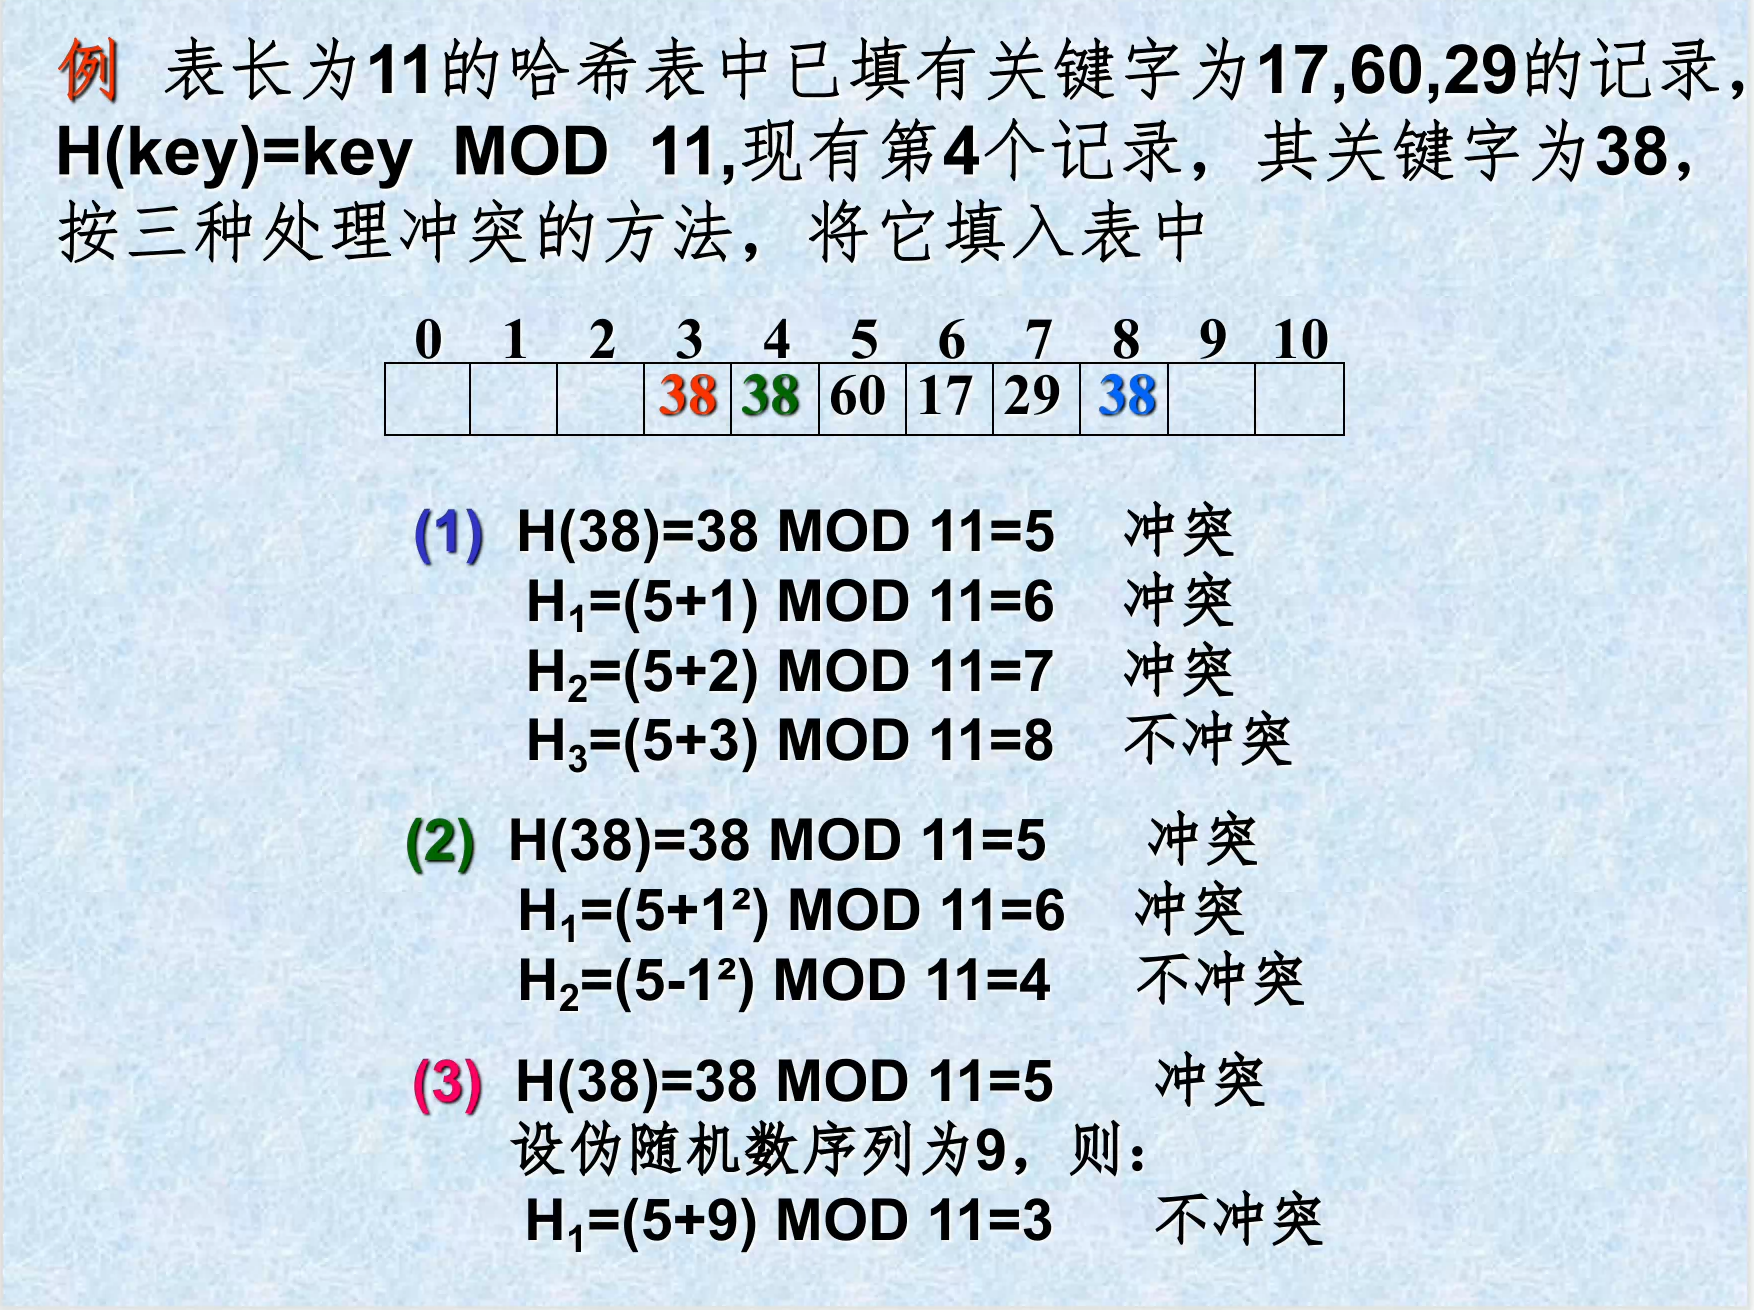 例 表长为11的哈希表中已填有关键字为17,60,29的记录,
H(key)=key MOD 11,现有第4个记录，其关键字为38,
按三种处理冲突的方法，将它填入表中
0 1 2 3 4 5 6 7 8 9 10
38 38 60 17 29 38
(1) H(38)=38 MOD 11=5 冲突
H₁=(5+1) MOD 11=6 冲突
H₂=(5+2) MOD 11=7 冲突
H₃=(5+3) MOD 11=8 不冲突
(2) H(38)=38 MOD 11=5 冲突
H₁=(5+1²) MOD 11=6 冲突
H₂=(5-1²) MOD 11=4 不冲突
(3) H(38)=38 MOD 11=5 冲突
设伪随机数序列为9，则：
H₁=(5+9) MOD 11=3 不冲突